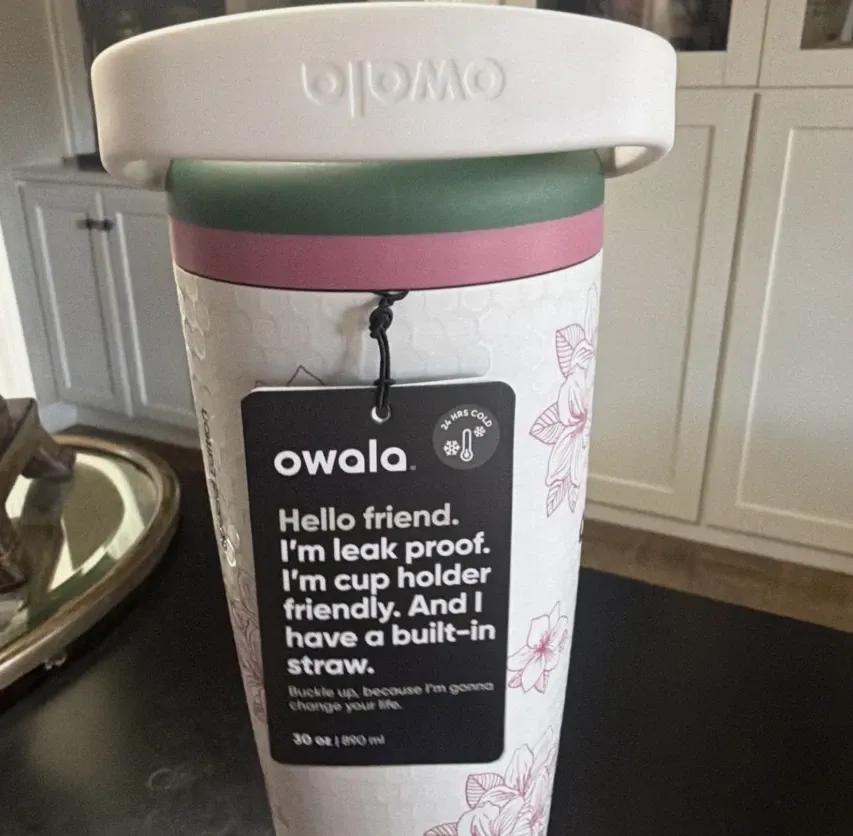 owala
24 HRS COLD
owala
Hello friend.
I'm leak proof.
I'm cup holder
friendly. And I
have a built-in
straw.
Buckle up, because I'm gonna
change your life.
30 oz | 890 ml